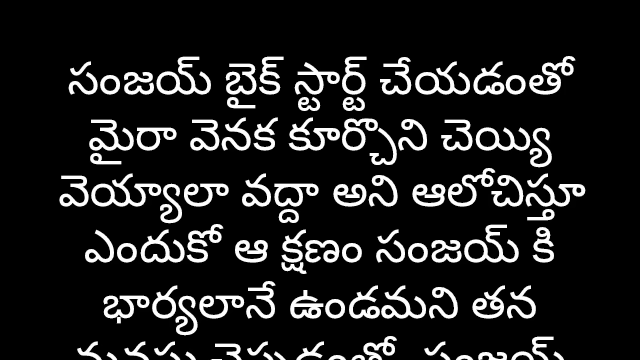 సంజయ్ బైక్ స్టార్ట్ చేయడంతో
మైరా వెనక కూర్చొని చెయ్యి
వెయ్యాలా వద్దా అని ఆలోచిస్తూ
ఎందుకో ఆ క్షణం సంజయ్ కి
భార్యలానే ఉండమని తన